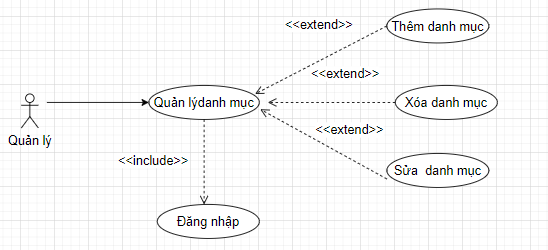 <<extend>>
Thêm danh mục
<<extend>>
Quản lýdanh mục
Xóa danh mục
Quản lý
<<extend>>
<<include>>
Sửa  danh mục
Đăng nhập